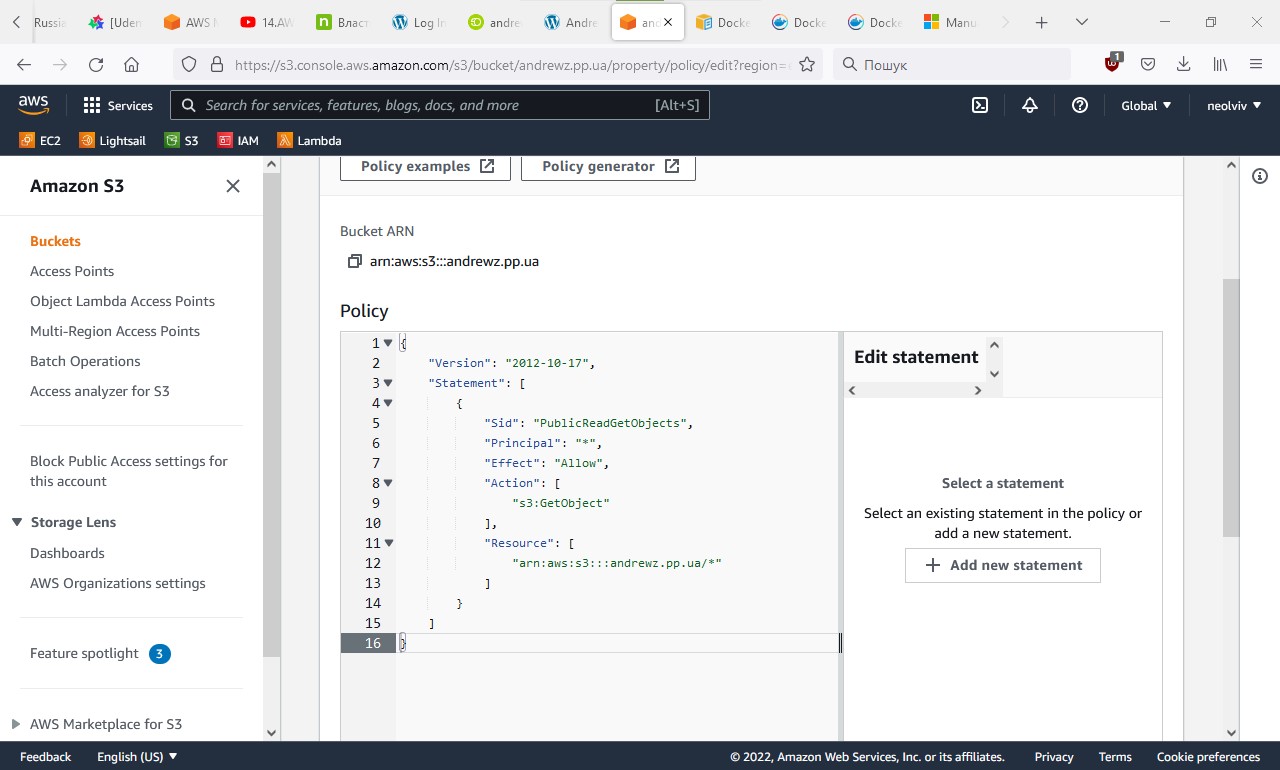 Russia
[Uden
AWS
14.AW
Власт
Log In
andre
Andre
and
Docke
Docke
Docke
Manu
https://s3.console.aws.amazon.com/s3/bucket/andrewz.pp.ua/property/policy/edit?region=
Пошук
1
aws
Services
Search for services, features, blogs, docs, and more
[Alt+S]
Global
neolviv
EC2
Lightsail
S3
IAM
Lambda
Amazon S3
Buckets
Access Points
Object Lambda Access Points
Multi-Region Access Points
Batch Operations
Access analyzer for S3
Block Public Access settings for
this account
Storage Lens
Dashboards
AWS Organizations settings
Feature spotlight 3
AWS Marketplace for S3
Policy examples
Policy generator
Bucket ARN
arn:aws:s3:::andrewz.pp.ua
Policy
1 {
2 "Version": "2012-10-17",
3 "Statement": [
4 {
5 "Sid": "PublicReadGetObjects",
6 "Principal": "*",
7 "Effect": "Allow",
8 "Action": [
9 "s3:GetObject"
10 ],
11 "Resource": [
12 "arn:aws:s3:::andrewz.pp.ua/*"
13 ]
14 }
15 ]
16 }
Edit statement
Select a statement
Select an existing statement in the policy or
add a new statement.
+ Add new statement
Feedback
English (US)
© 2022, Amazon Web Services, Inc. or its affiliates.
Privacy
Terms
Cookie preferences